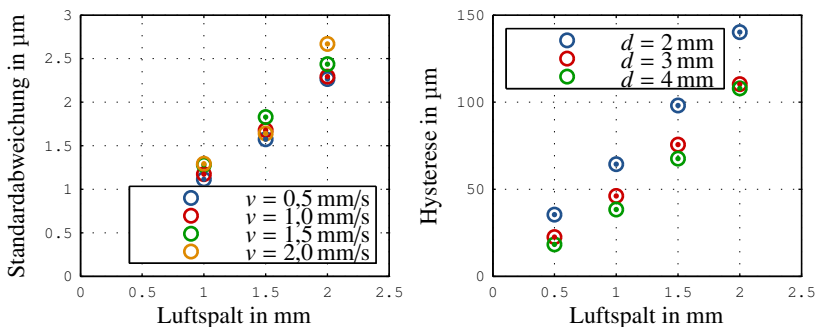 Standardabweichung in µm
3
2.5
2
1.5
1
0.5
0
v = 0,5 mm/s
v = 1,0 mm/s
v = 1,5 mm/s
v = 2,0 mm/s
0 0.5 1 1.5 2 2.5
Luftspalt in mm
Hysterese in µm
150
100
50
0
d = 2 mm
d = 3 mm
d = 4 mm
0 0.5 1 1.5 2 2.5
Luftspalt in mm